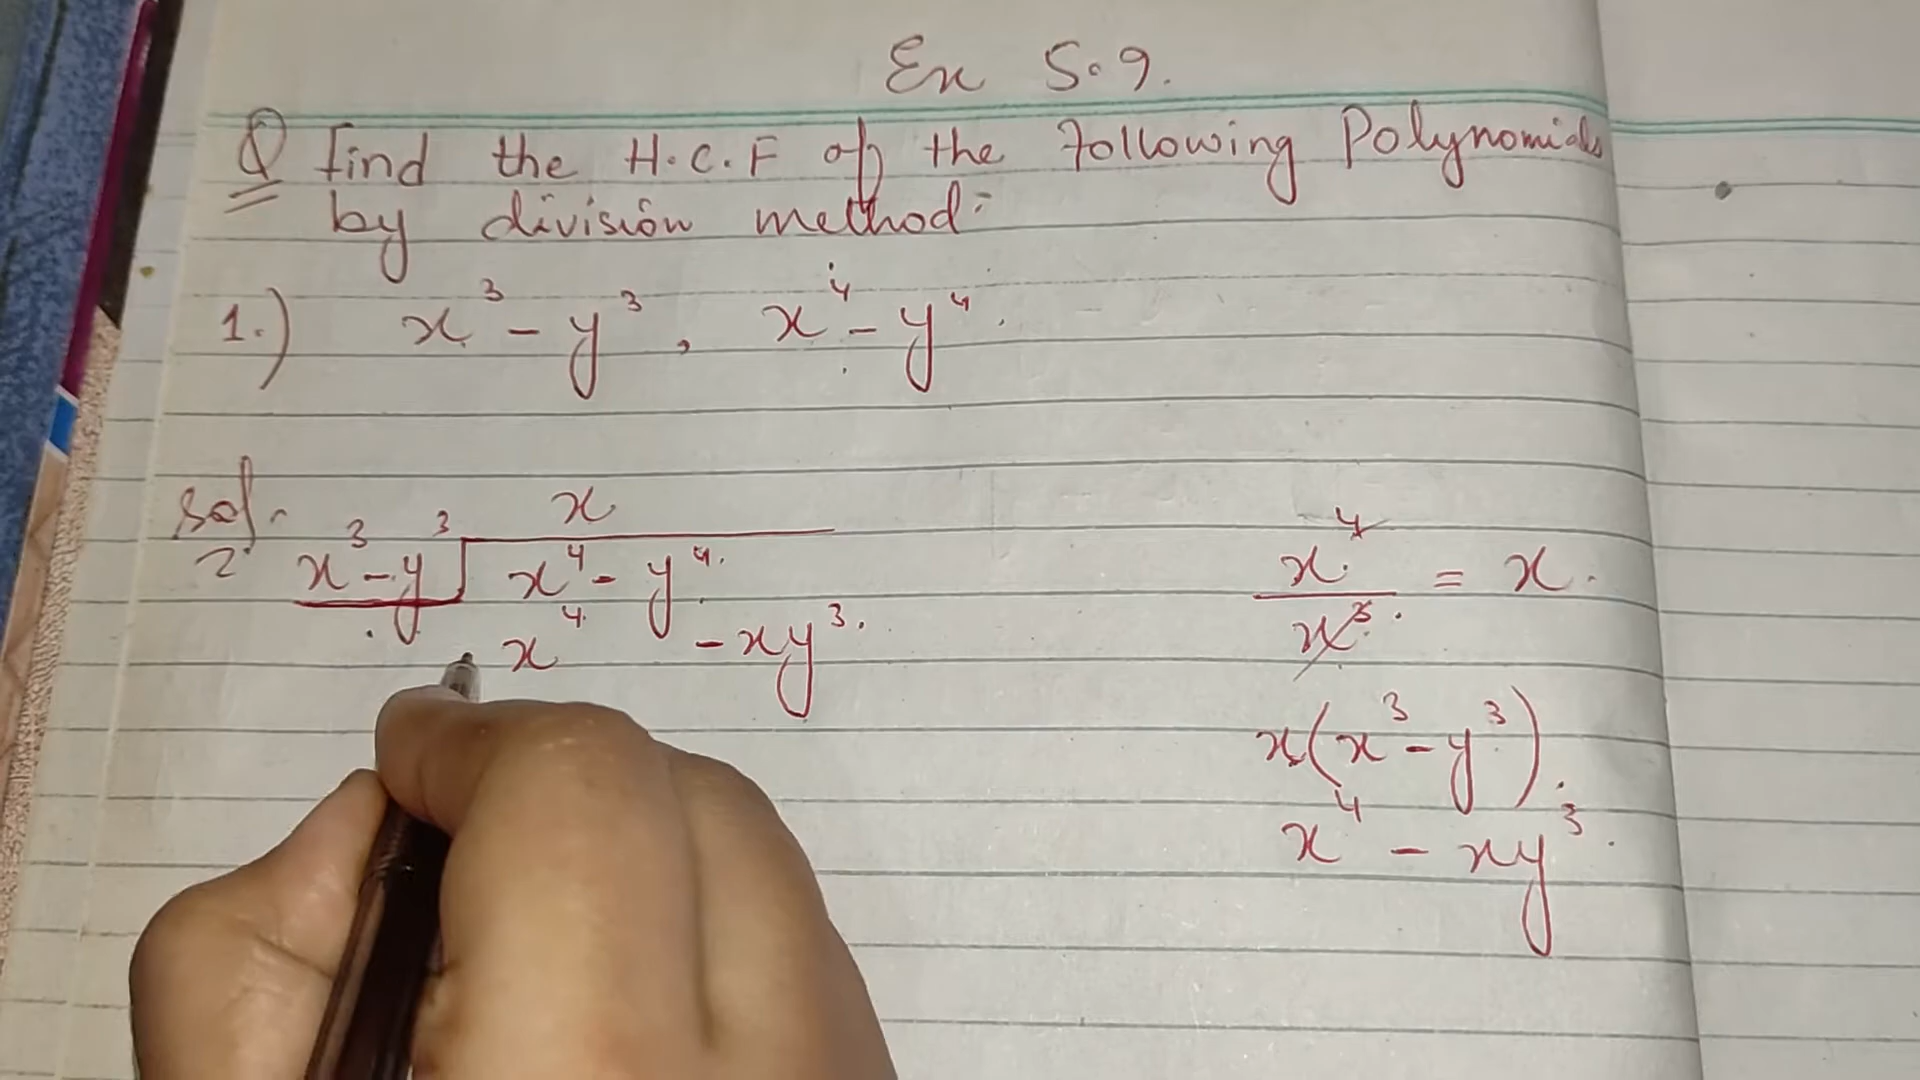 Ex 5.9.
Q find the H.C.F of the following Polynomials
by division method:
1.) x³ - y³, x⁴ - y⁴.
Sol.
x
x³ - y³ x⁴ - y⁴.
x⁴ - xy³.
x⁴/x³ = x.
x(x³ - y³).
x⁴ - xy³.